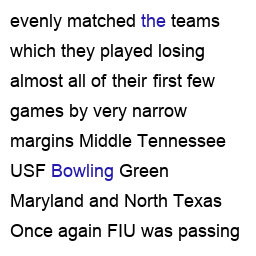 evenly matched the teams
which they played losing
almost all of their first few
games by very narrow
margins Middle Tennessee
USF Bowling Green
Maryland and North Texas
Once again FIU was passing